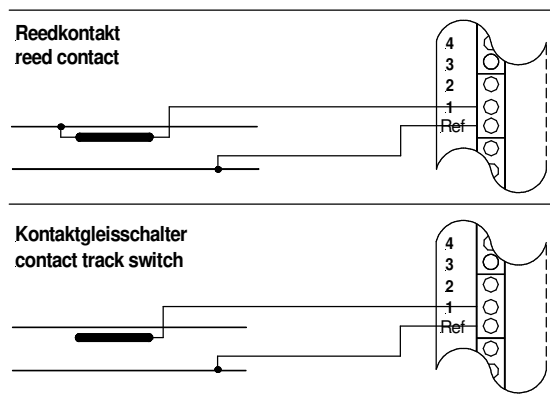 Reedkontakt
reed contact
4
3
2
1
Ref
Kontaktgleisschalter
contact track switch
4
3
2
1
Ref